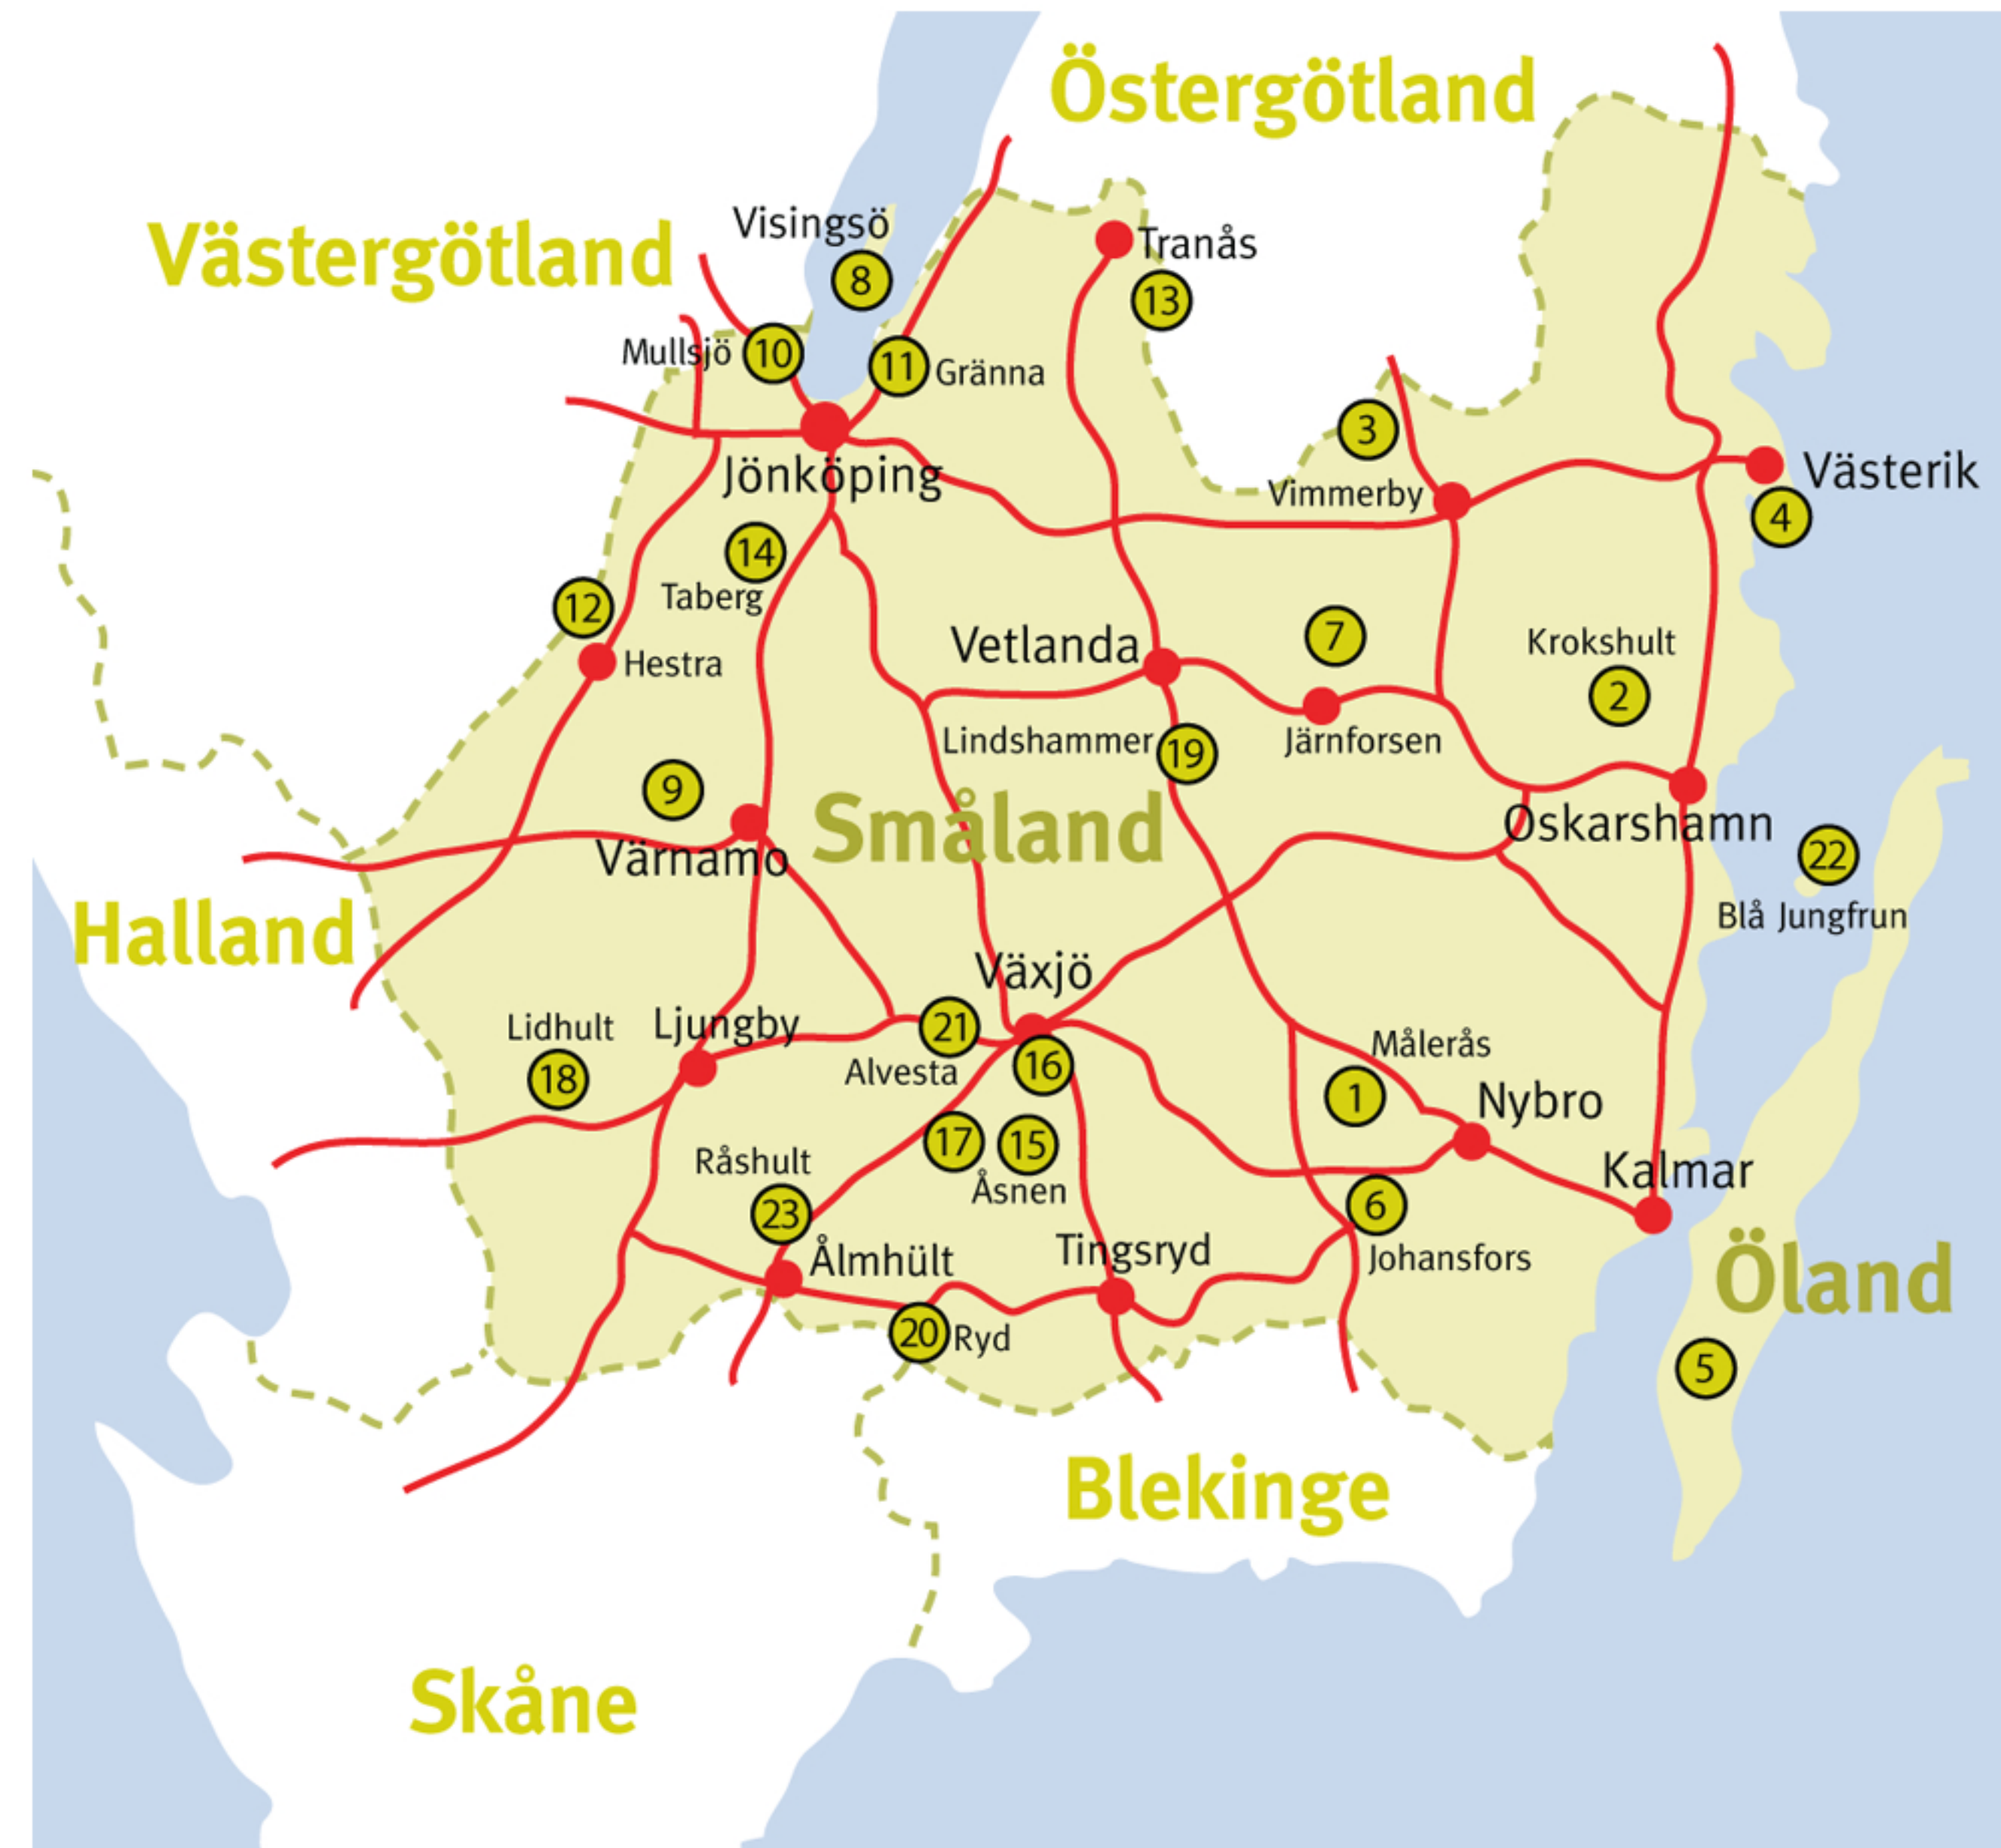 Östergötland
Västergötland
Visingsö
8
Tranås
13
Mullsjö
10
11
Gränna
3
Jönköping
Vimmerby
Västerik
4
14
Taberg
12
Hestra
Vetlanda
7
Krokshult
2
Lindshammer
19
Järnforsen
9
Småland
Värnamo
Oskarshamn
22
Blå Jungfrun
Halland
Växjö
Lidhult
18
Ljungby
21
Alvesta
16
Målerås
1
Nybro
17
15
Åsnen
Råshult
23
Kalmar
6
Johansfors
Älmhült
Tingsryd
Öland
20
Ryd
5
Blekinge
Skåne